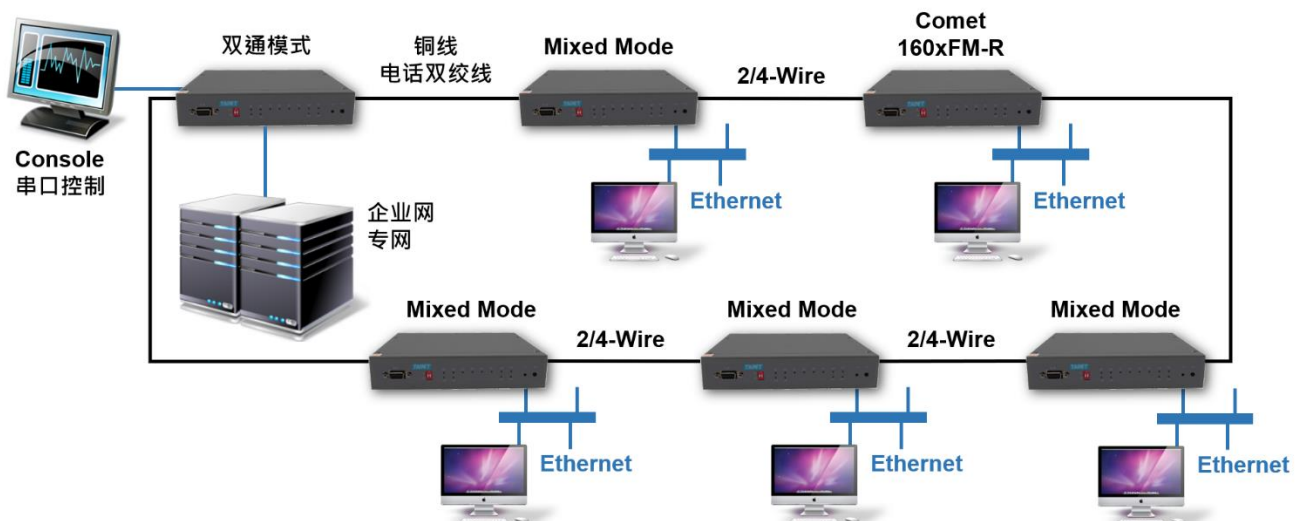 双通模式
铜线
电话双绞线
Mixed Mode
2/4-Wire
Comet
160xFM-R
Console
串口控制
企业网
专网
Ethernet
Ethernet
Mixed Mode
2/4-Wire
Mixed Mode
2/4-Wire
Mixed Mode
Ethernet
Ethernet
Ethernet